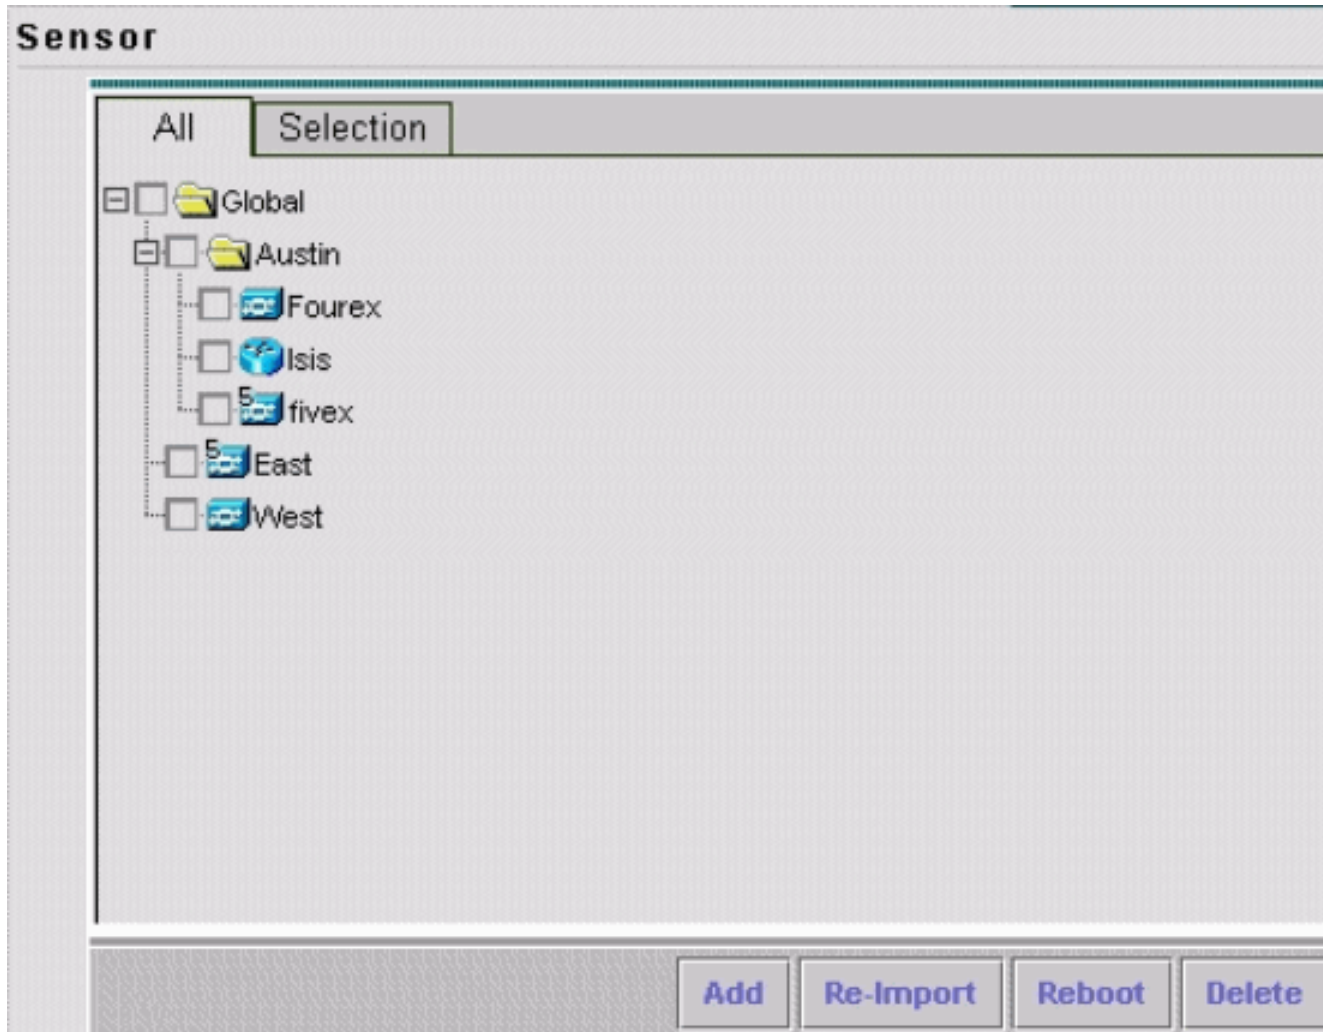 Sensor
All Selection
Global
Austin
Fourex
Isis
5 fivex
5 East
West
Add Re-Import Reboot Delete